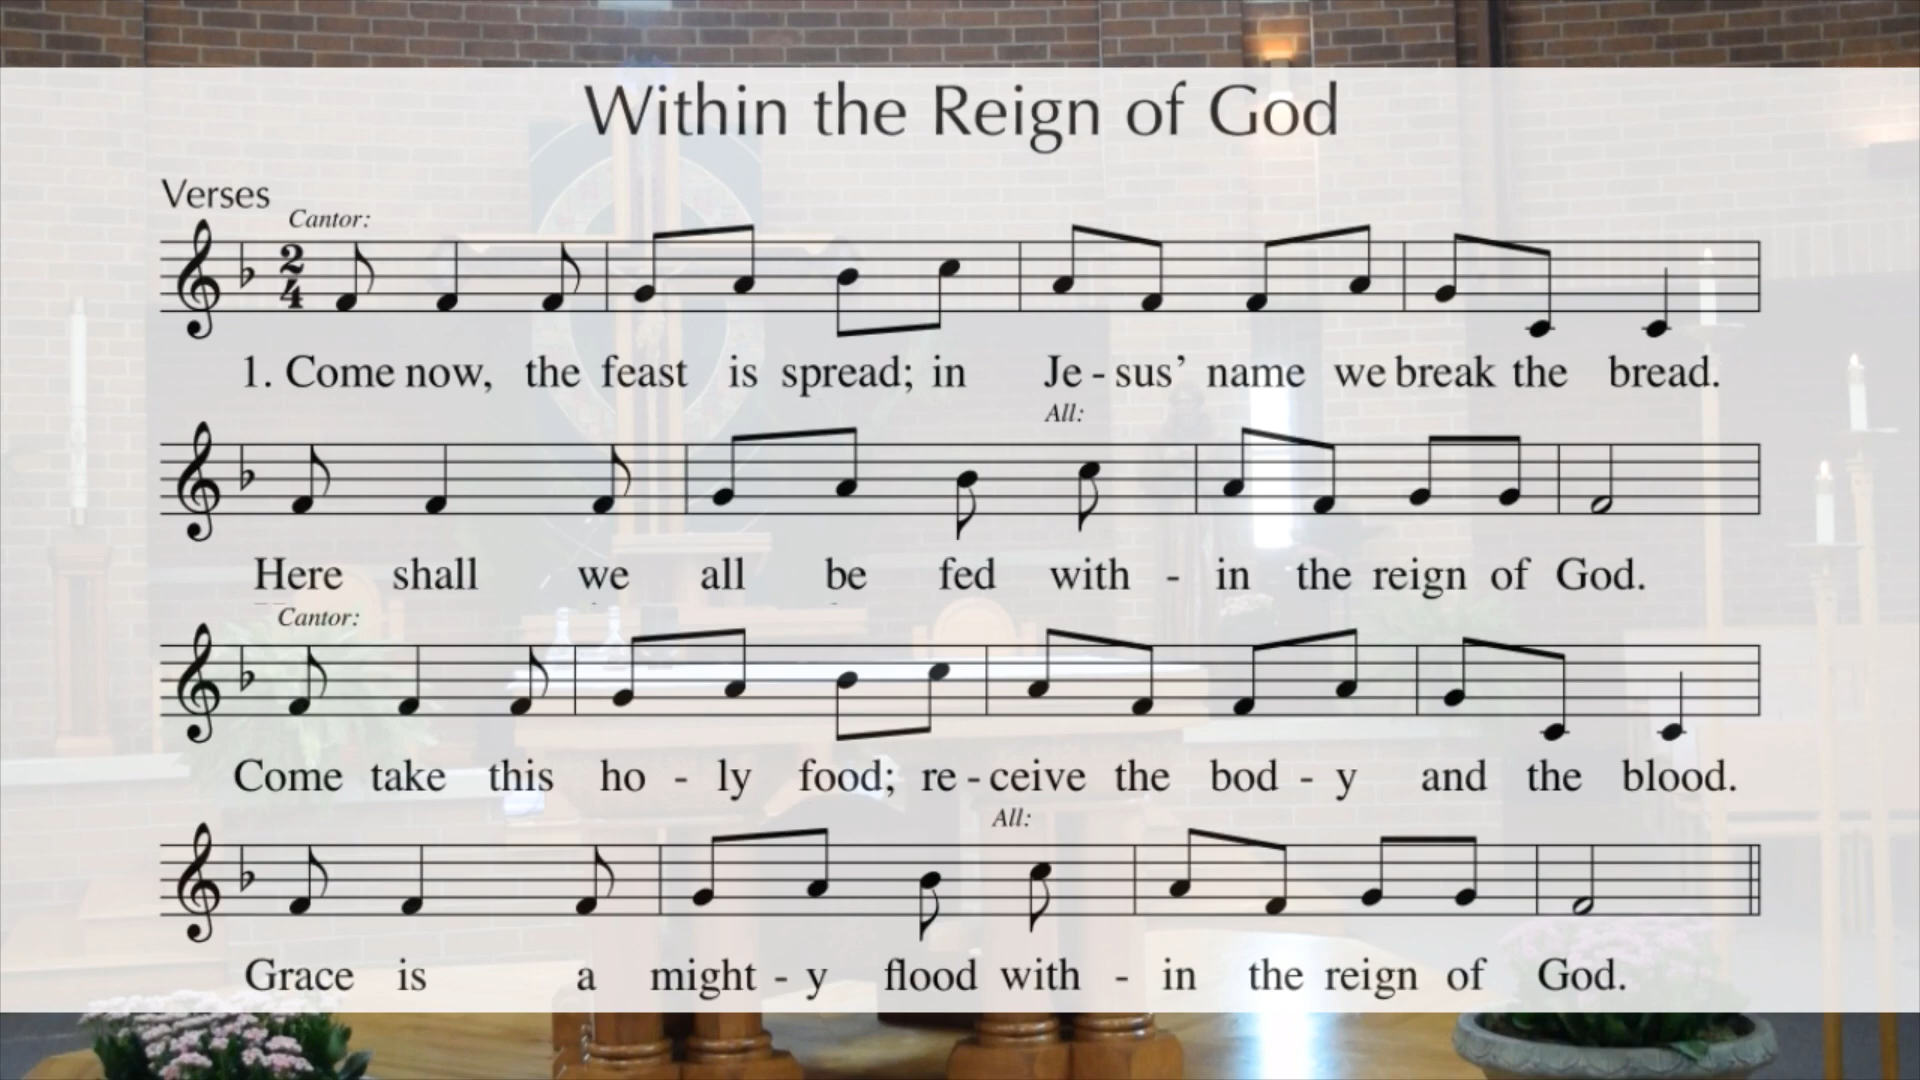 Within the Reign of God
Verses
Cantor:
1. Come now, the feast is spread; in Je - sus’ name we break the bread.
All:
Here shall we all be fed with - in the reign of God.
Cantor:
Come take this ho - ly food; re - ceive the bod - y and the blood.
All:
Grace is a might - y flood with - in the reign of God.